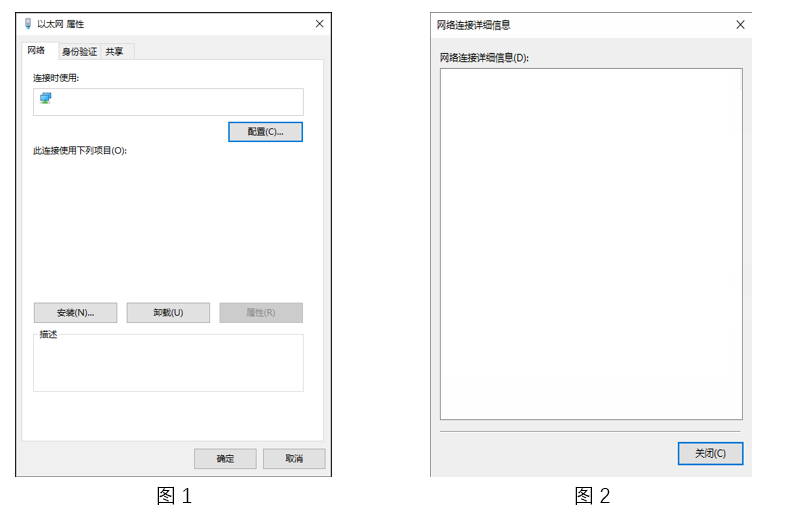 以太网 属性
网络 身份验证 共享
连接时使用:
配置(C)...
此连接使用下列项目(O):
安装(N)... 卸载(U) 属性(R)
描述
确定 取消
图 1
网络连接详细信息
网络连接详细信息(D):
关闭(C)
图 2